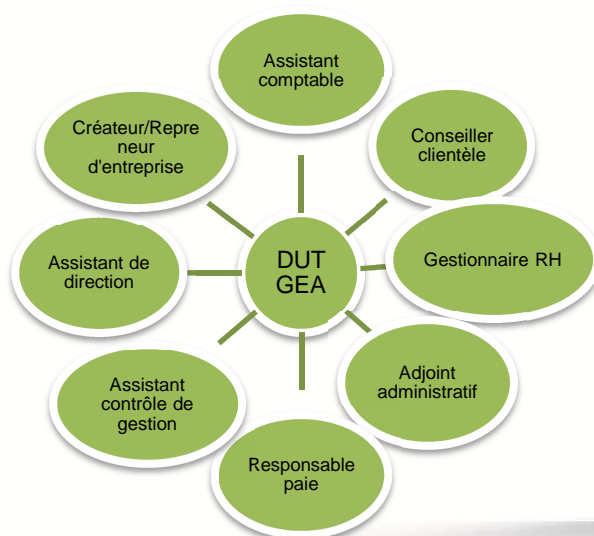 Assistant
comptable
Conseiller
clientèle
Gestionnaire RH
Adjoint
administratif
Responsable
paie
Assistant
contrôle de
gestion
Assistant de
direction
Créateur/Repre
neur
d'entreprise
DUT
GEA